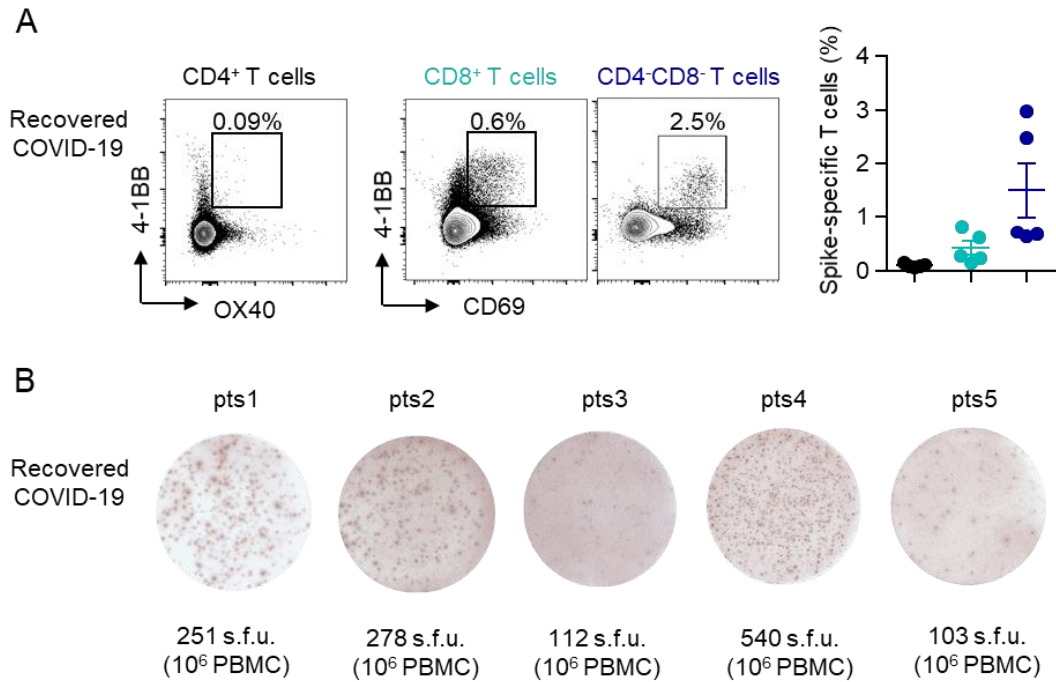 A
CD4⁺ T cells
CD8⁺ T cells
CD4⁻CD8⁻ T cells
Recovered
COVID-19
0.09%
0.6%
2.5%
4-1BB
4-1BB
OX40
CD69
Spike-specific T cells (%)
4
3
2
1
0
B
pts1
pts2
pts3
pts4
pts5
Recovered
COVID-19
251 s.f.u.
(10⁶ PBMC)
278 s.f.u.
(10⁶ PBMC)
112 s.f.u.
(10⁶ PBMC)
540 s.f.u.
(10⁶ PBMC)
103 s.f.u.
(10⁶ PBMC)